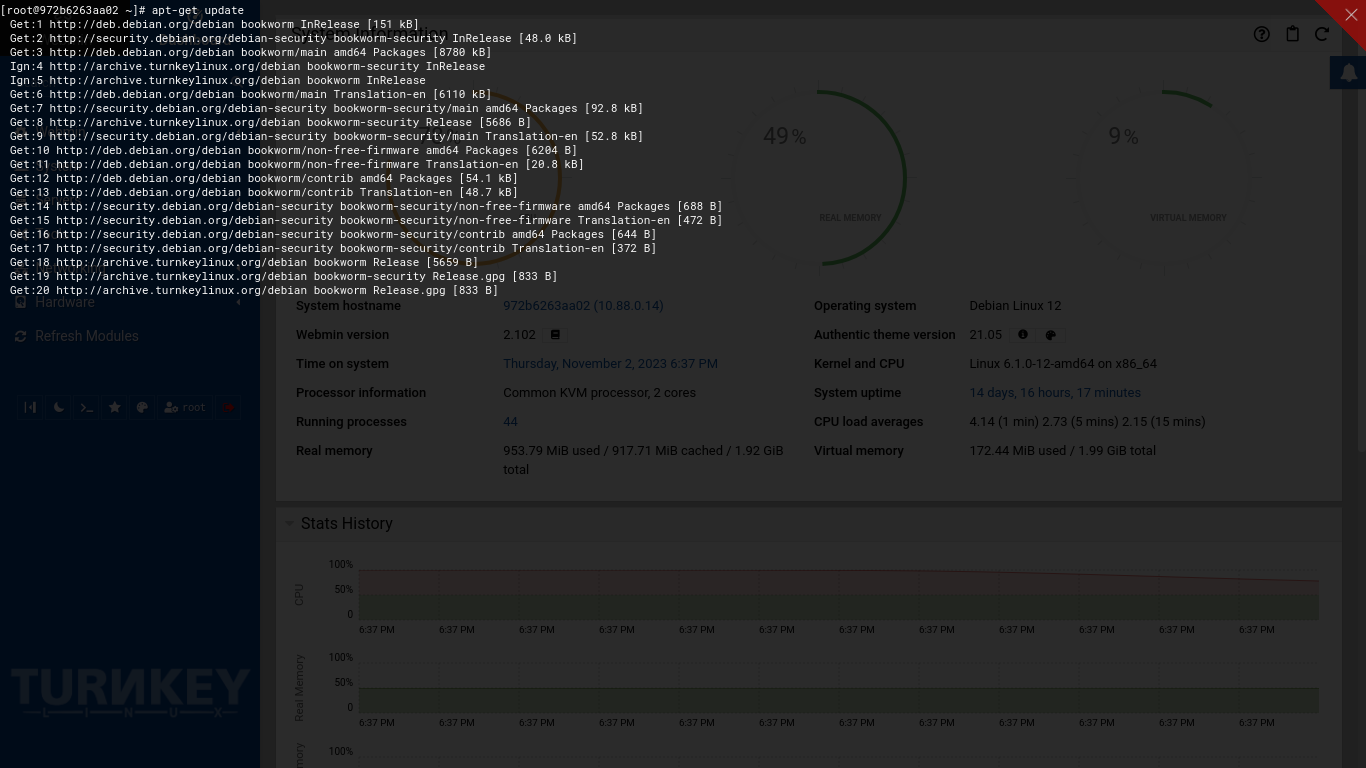 [root@972b6263aa02 ~]# apt-get update
Get:1 http://deb.debian.org/debian bookworm InRelease [151 kB]
Get:2 http://security.debian.org/debian-security bookworm-security InRelease [48.0 kB]
Get:3 http://deb.debian.org/debian bookworm/main amd64 Packages [8780 kB]
Ign:4 http://archive.turnkeylinux.org/debian bookworm-security InRelease
Ign:5 http://archive.turnkeylinux.org/debian bookworm InRelease
Get:6 http://deb.debian.org/debian bookworm/main Translation-en [6110 kB]
Get:7 http://security.debian.org/debian-security bookworm-security/main amd64 Packages [92.8 kB]
Get:8 http://archive.turnkeylinux.org/debian bookworm-security Release [5686 B]
Get:9 http://security.debian.org/debian-security bookworm-security/main Translation-en [52.8 kB]
Get:10 http://deb.debian.org/debian bookworm/non-free-firmware amd64 Packages [6204 B]
Get:11 http://deb.debian.org/debian bookworm/non-free-firmware Translation-en [20.8 kB]
Get:12 http://deb.debian.org/debian bookworm/contrib amd64 Packages [54.1 kB]
Get:13 http://deb.debian.org/debian bookworm/contrib Translation-en [48.7 kB]
Get:14 http://security.debian.org/debian-security bookworm-security/non-free-firmware amd64 Packages [688 B]
Get:15 http://security.debian.org/debian-security bookworm-security/non-free-firmware Translation-en [472 B]
Get:16 http://security.debian.org/debian-security bookworm-security/contrib amd64 Packages [644 B]
Get:17 http://security.debian.org/debian-security bookworm-security/contrib Translation-en [372 B]
Get:18 http://archive.turnkeylinux.org/debian bookworm Release [5659 B]
Get:19 http://archive.turnkeylinux.org/debian bookworm-security Release.gpg [833 B]
Get:20 http://archive.turnkeylinux.org/debian bookworm Release.gpg [833 B]
System Information
49%
REAL MEMORY
9%
VIRTUAL MEMORY
Networking
Hardware
Refresh Modules
root
System hostname 972b6263aa02 (10.88.0.14) Operating system Debian Linux 12
Webmin version 2.102 Authentic theme version 21.05
Time on system Thursday, November 2, 2023 6:37 PM Kernel and CPU Linux 6.1.0-12-amd64 on x86_64
Processor information Common KVM processor, 2 cores System uptime 14 days, 16 hours, 17 minutes
Running processes 44 CPU load averages 4.14 (1 min) 2.73 (5 mins) 2.15 (15 mins)
Real memory 953.79 MiB used / 917.71 MiB cached / 1.92 GiB total Virtual memory 172.44 MiB used / 1.99 GiB total
Stats History
CPU
100%
50%
0
6:37 PM 6:37 PM 6:37 PM 6:37 PM 6:37 PM 6:37 PM 6:37 PM 6:37 PM 6:37 PM 6:37 PM 6:37 PM 6:37 PM
Real Memory
100%
50%
0
6:37 PM 6:37 PM 6:37 PM 6:37 PM 6:37 PM 6:37 PM 6:37 PM 6:37 PM 6:37 PM 6:37 PM 6:37 PM 6:37 PM
100%
TURNKEY
LINUX